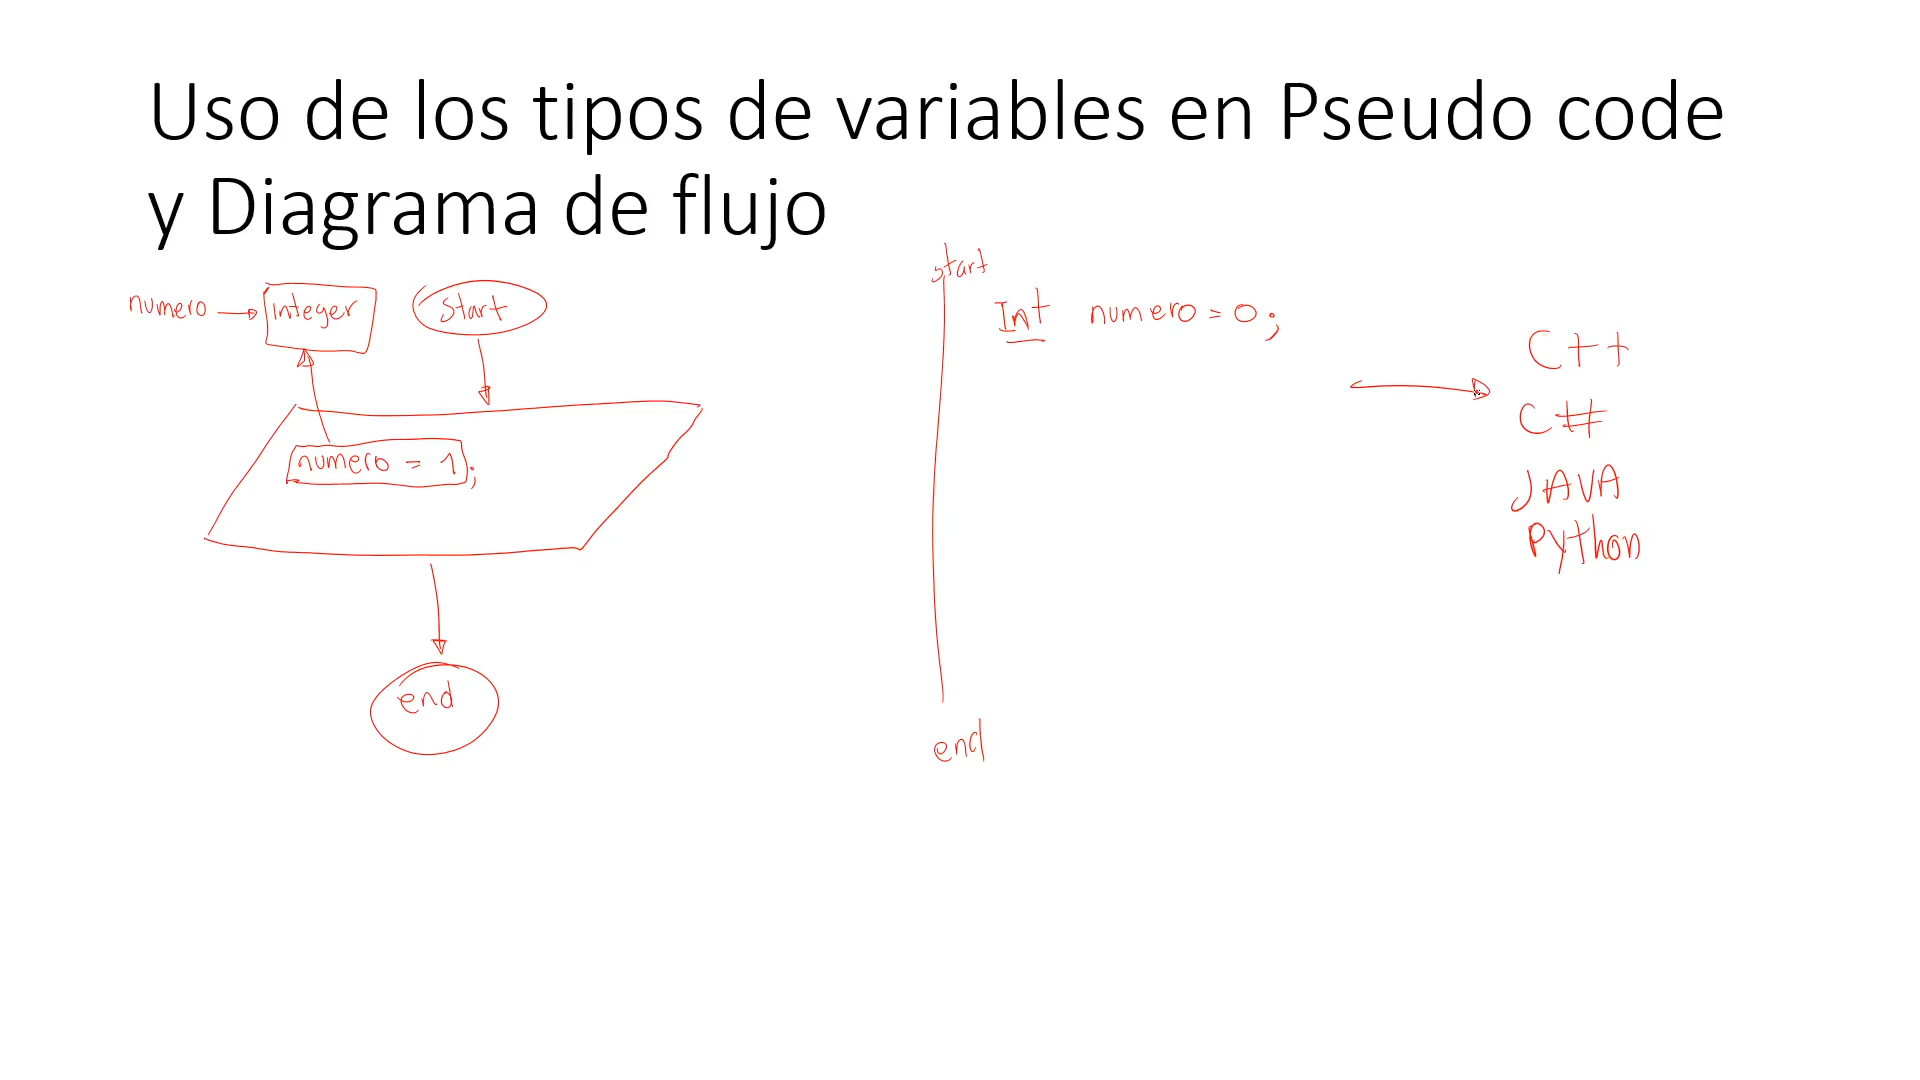 Uso de los tipos de variables en Pseudo code
y Diagrama de flujo
numero
integer
Start
numero = 1;
end
start
Int numero = 0;
end
C++
C#
JAVA
Python